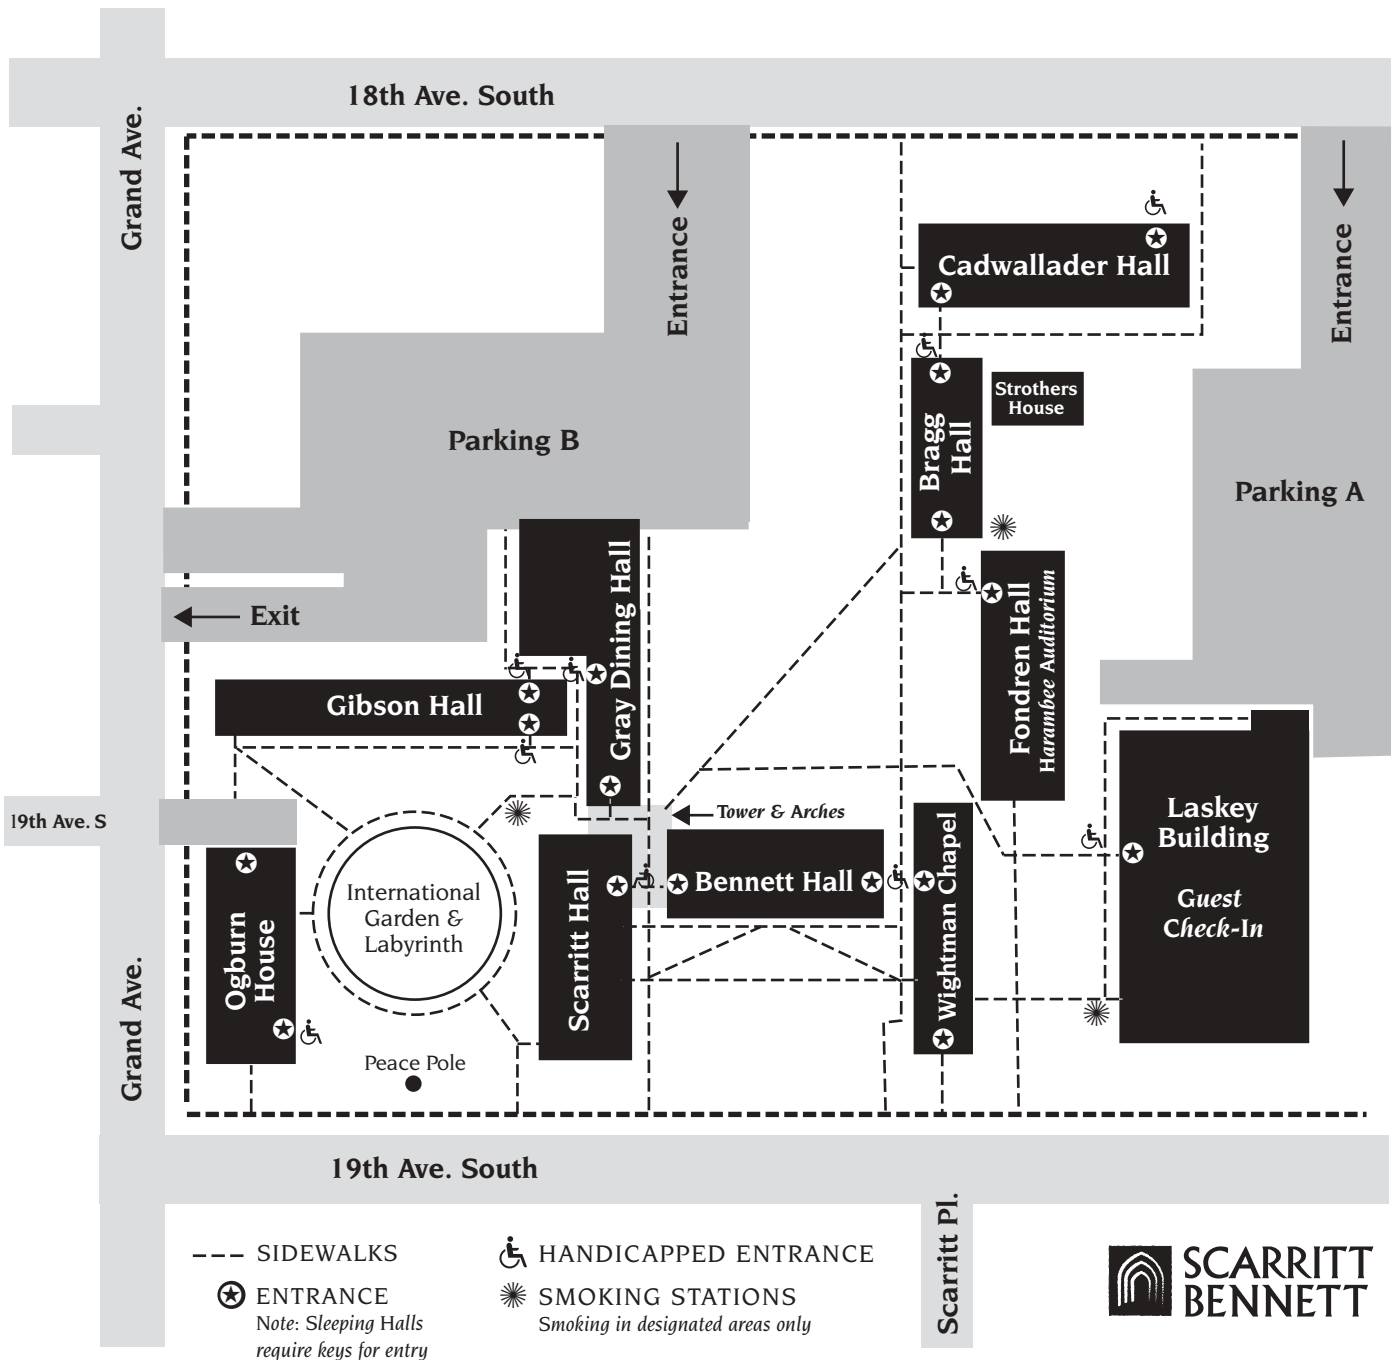 18th Ave. South
Grand Ave.
Entrance
Entrance
Cadwallader Hall
Strothers
House
Bragg
Hall
Parking B
Parking A
Exit
Gray Dining Hall
Fondren Hall
Harambee Auditorium
Gibson Hall
19th Ave. S
Tower & Arches
Laskey
Building
Guest
Check-In
International
Garden &
Labyrinth
Bennett Hall
Wightman Chapel
Scarritt Hall
Ogburn
House
Grand Ave.
Peace Pole
19th Ave. South
Scarritt Pl.
SIDEWALKS
ENTRANCE
Note: Sleeping Halls
require keys for entry
HANDICAPPED ENTRANCE
SMOKING STATIONS
Smoking in designated areas only
SCARRITT
BENNETT